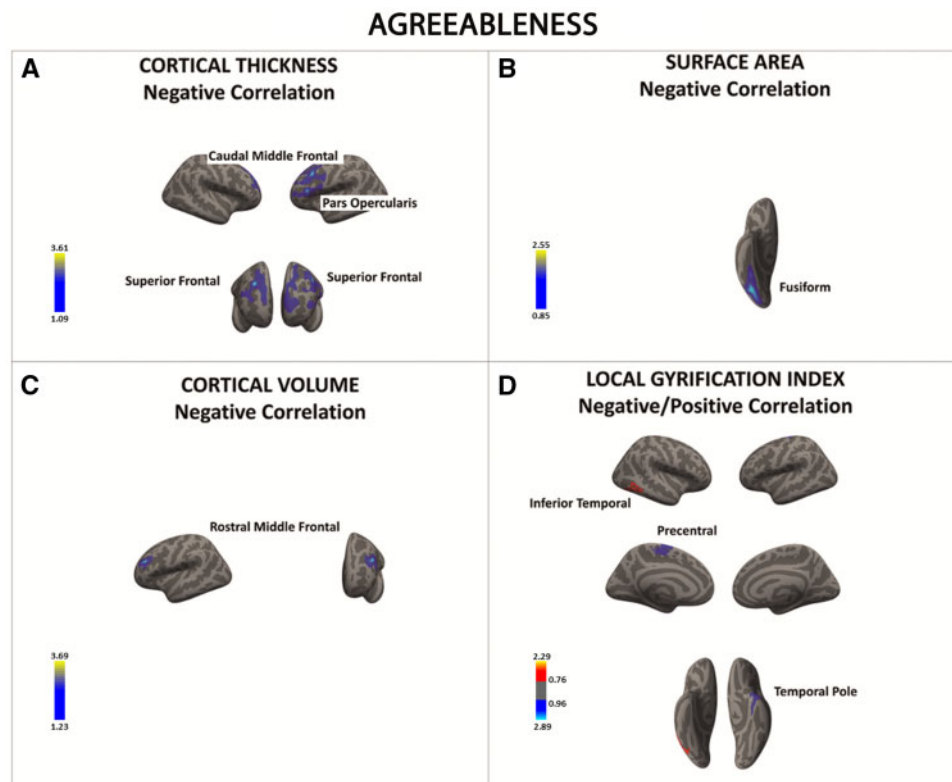 AGREEABLENESS
A
CORTICAL THICKNESS
Negative Correlation
Caudal Middle Frontal
Pars Opercularis
3.61
1.09
Superior Frontal
Superior Frontal
B
SURFACE AREA
Negative Correlation
2.55
0.85
Fusiform
C
CORTICAL VOLUME
Negative Correlation
Rostral Middle Frontal
3.69
1.23
D
LOCAL GYRIFICATION INDEX
Negative/Positive Correlation
Inferior Temporal
Precentral
2.29
0.76
0.96
2.89
Temporal Pole